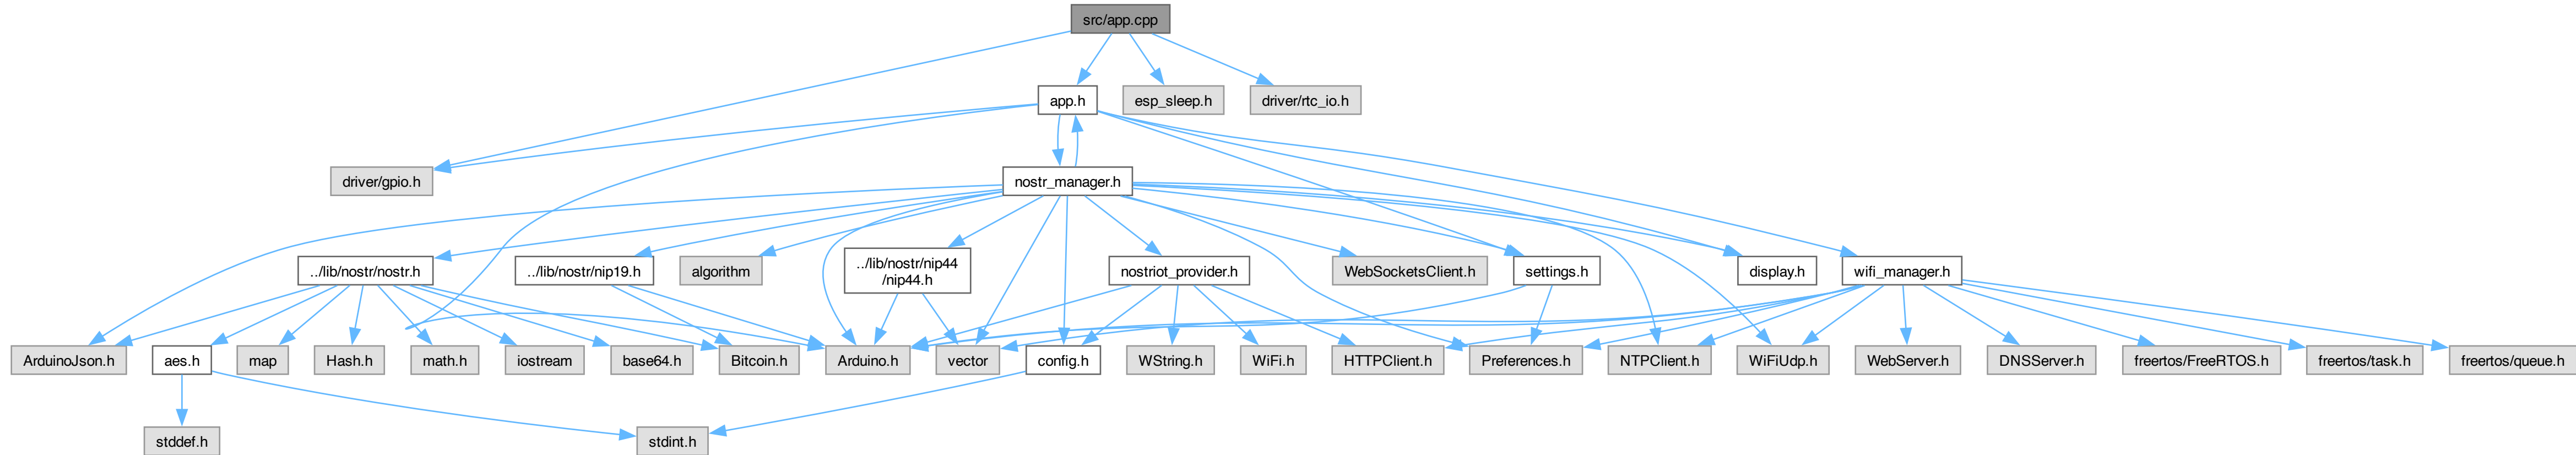 src/app.cpp
app.h
esp_sleep.h
driver/rtc_io.h
driver/gpio.h
nostr_manager.h
../lib/nostr/nostr.h
../lib/nostr/nip19.h
algorithm
../lib/nostr/nip44
/nip44.h
nostriot_provider.h
WebSocketsClient.h
settings.h
display.h
wifi_manager.h
ArduinoJson.h
aes.h
map
Hash.h
math.h
iostream
base64.h
Bitcoin.h
Arduino.h
vector
config.h
WString.h
WiFi.h
HTTPClient.h
Preferences.h
NTPClient.h
WiFiUdp.h
WebServer.h
DNSServer.h
freertos/FreeRTOS.h
freertos/task.h
freertos/queue.h
stddef.h
stdint.h